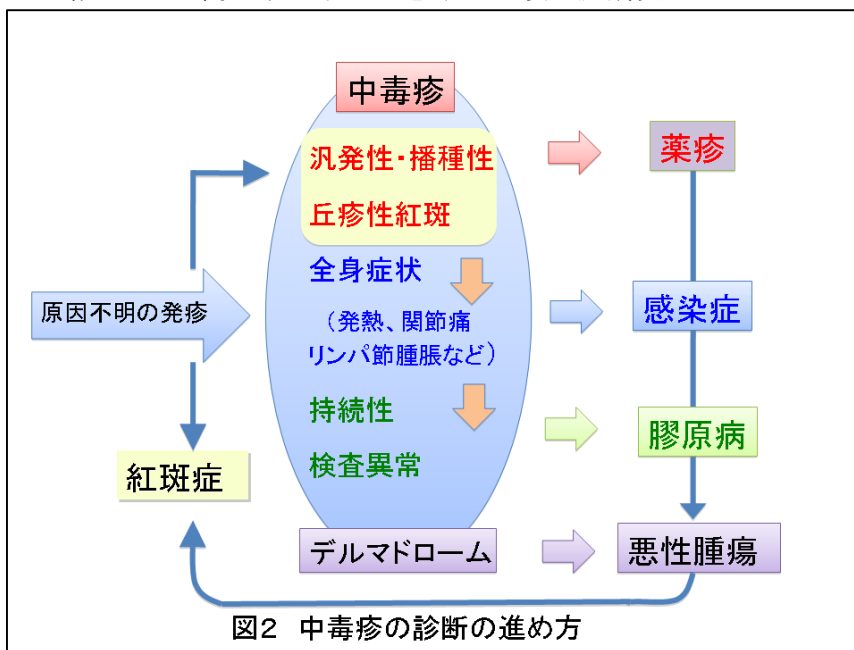 中毒疹
汎発性・播種性
丘疹性紅斑
全身症状
（発熱、関節痛
リンパ節腫脹など）
持続性
検査異常
デルマドローム
原因不明の発疹
紅斑症
薬疹
感染症
膠原病
悪性腫瘍
図2 中毒疹の診断の進め方